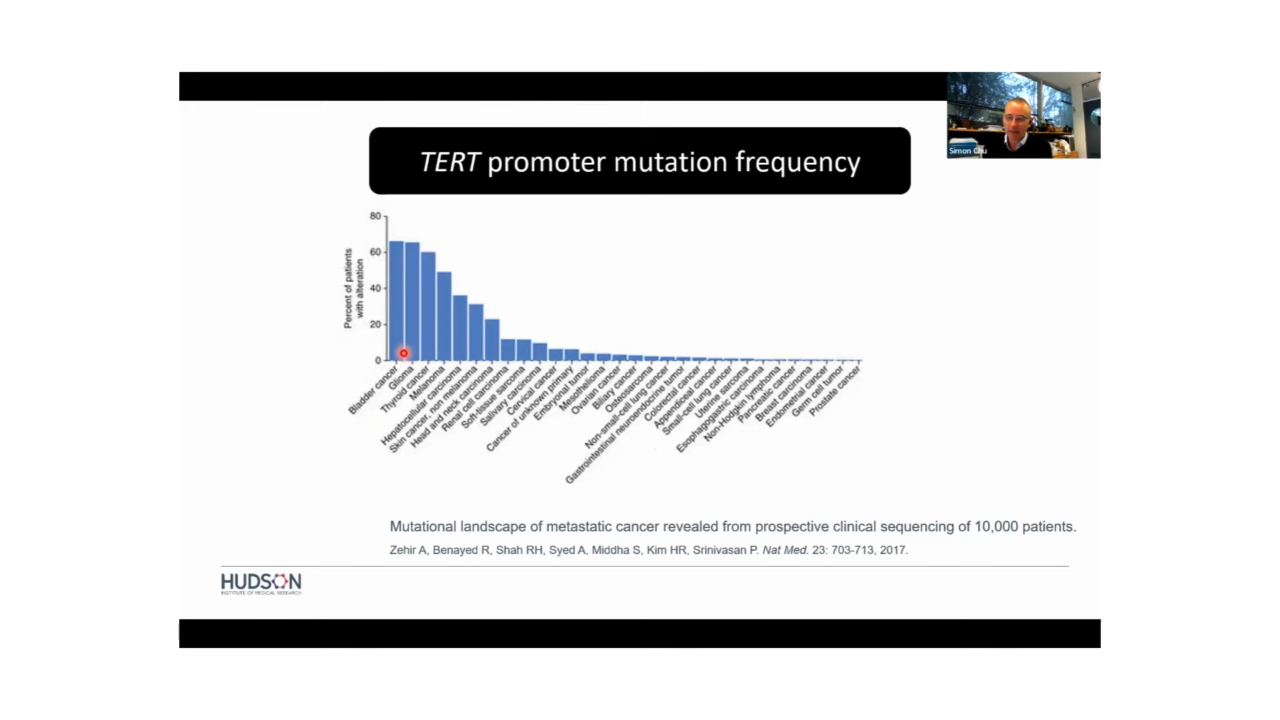 Simon Chu
TERT promoter mutation frequency
80
60
40
20
0
Percent of patients
with alteration
Bladder cancer
Glioma
Thyroid cancer
Melanoma
Hepatocellular carcinoma
Skin cancer, non melanoma
Head and neck carcinoma
Renal cell carcinoma
Soft-tissue sarcoma
Salivary carcinoma
Cervical cancer
Cancer of unknown primary
Embryonal tumor
Mesothelioma
Ovarian cancer
Biliary cancer
Osteosarcoma
Non-small-cell lung cancer
Gastrointestinal neuroendocrine tumor
Colorectal cancer
Appendiceal cancer
Small-cell lung cancer
Uterine sarcoma
Esophagogastric carcinoma
Non-Hodgkin lymphoma
Pancreatic cancer
Breast carcinoma
Endometrial cancer
Germ cell tumor
Prostate cancer
Mutational landscape of metastatic cancer revealed from prospective clinical sequencing of 10,000 patients.
Zehir A, Benayed R, Shah RH, Syed A, Middha S, Kim HR, Srinivasan P. Nat Med. 23: 703-713, 2017.
HUDSON
INSTITUTE OF MEDICAL RESEARCH